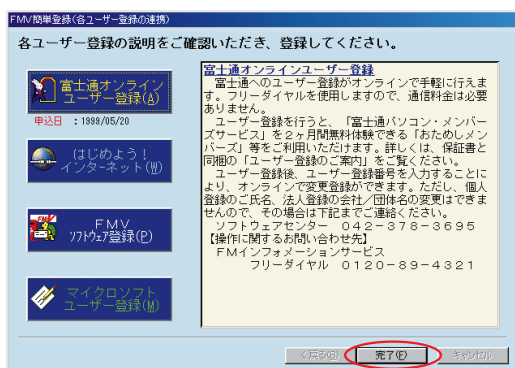 FMV簡単登録(各ユーザー登録の連携)
各ユーザー登録の説明をご確認いただき、登録してください。
富士通オンライン
ユーザー登録(A)
申込日 ：1999/05/20
はじめよう！
インターネット(W)
FMV
ソフトウェア登録(P)
マイクロソフト
ユーザー登録(M)
富士通オンラインユーザー登録
富士通へのユーザー登録がオンラインで手軽に行えま
す。フリーダイヤルを使用しますので、通信料金は必要
ありません。
ユーザー登録を行うと、「富士通パソコン・メンバー
ズサービス」を２ヶ月間無料体験できる「おためしメン
バーズ」等をご利用いただけます。詳しくは、保証書と
同梱の「ユーザー登録のご案内」をご覧ください。
ユーザー登録後、ユーザー登録番号を入力することに
より、オンラインで変更登録ができます。ただし、個人
登録のご氏名、法人登録の会社／団体名の変更はできま
せんので、その場合は下記までご連絡ください。
ソフトウェアセンター ０４２－３７８－３６９５
【操作に関するお問い合わせ先】
ＦＭインフォメーションサービス
フリーダイヤル ０１２０－８９－４３２１
< 戻る(B)
完了(F)
キャンセル